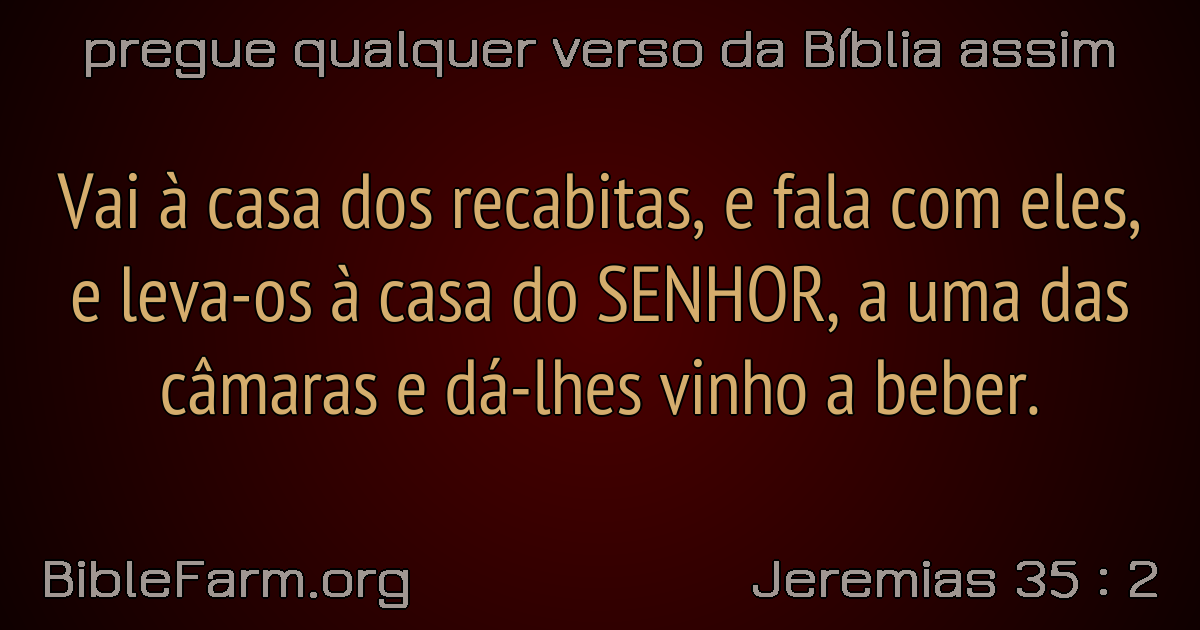 pregue qualquer verso da Bíblia assim
Vai à casa dos recabitas, e fala com eles,
e leva-os à casa do SENHOR, a uma das
câmaras e dá-lhes vinho a beber.
BibleFarm.org
Jeremias 35 : 2